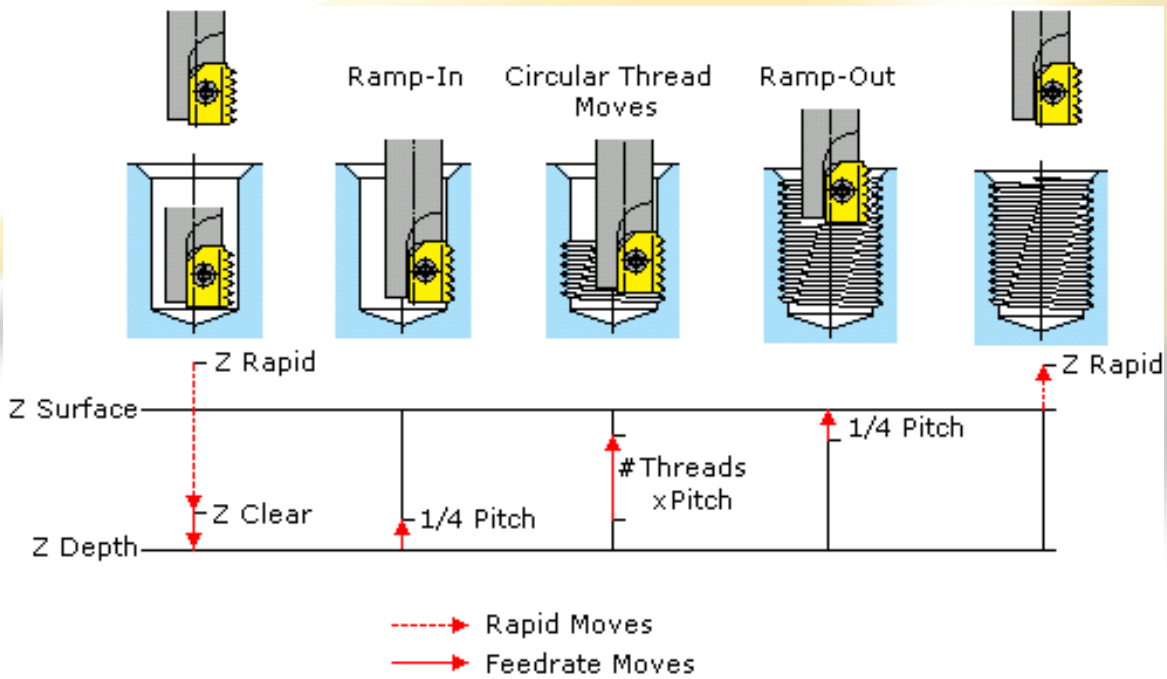 Ramp-In
Circular Thread
Moves
Ramp-Out
Z Rapid
Z Rapid
Z Surface
1/4 Pitch
# Threads
x Pitch
Z Clear
1/4 Pitch
Z Depth
Rapid Moves
Feedrate Moves